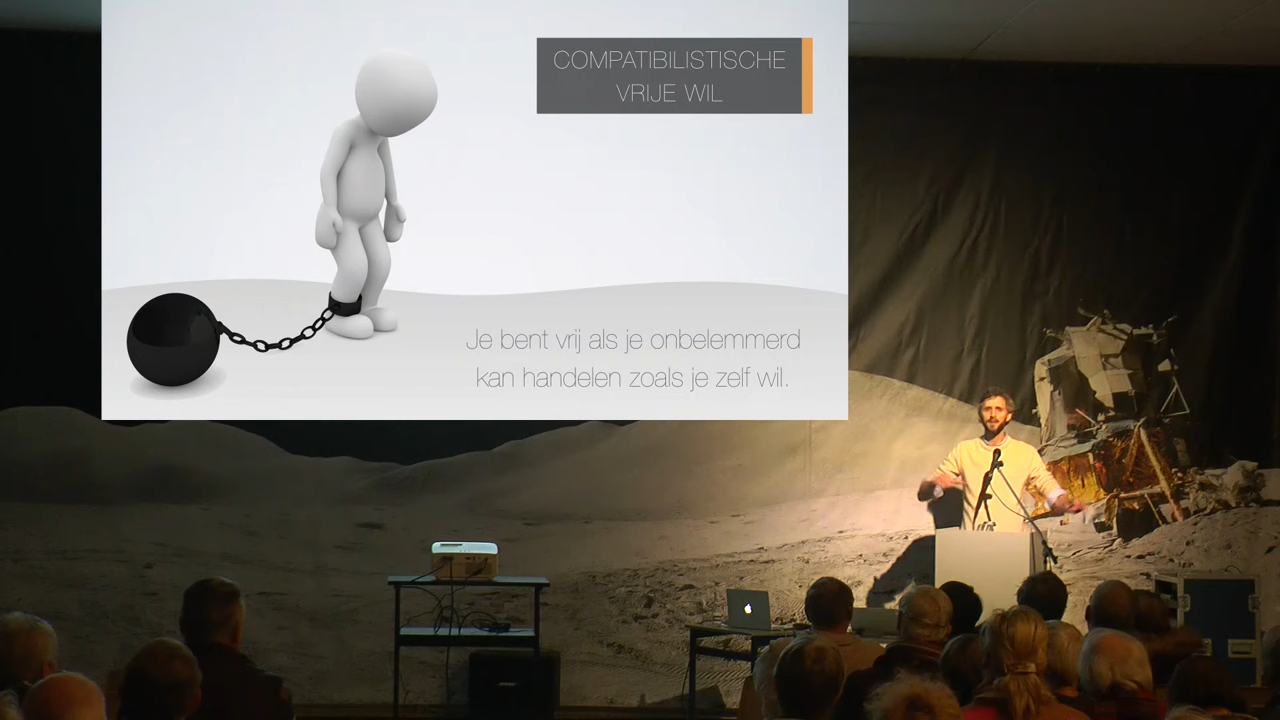 COMPATIBILISTISCHE
VRIJE WIL
Je bent vrij als je onbelemmerd
kan handelen zoals je zelf wil.